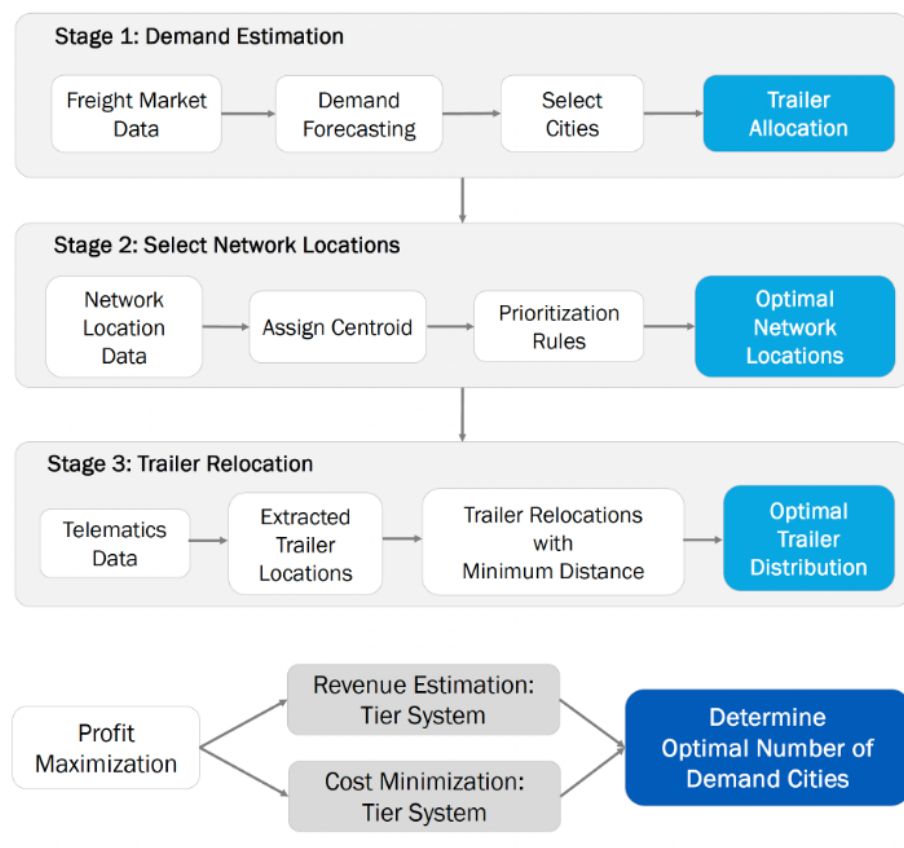 Stage 1: Demand Estimation
Freight Market
Data
Demand
Forecasting
Select
Cities
Trailer
Allocation
Stage 2: Select Network Locations
Network
Location
Data
Assign Centroid
Prioritization
Rules
Optimal
Network
Locations
Stage 3: Trailer Relocation
Telematics
Data
Extracted
Trailer
Locations
Trailer Relocations
with
Minimum Distance
Optimal
Trailer
Distribution
Profit
Maximization
Revenue Estimation:
Tier System
Cost Minimization:
Tier System
Determine
Optimal Number of
Demand Cities